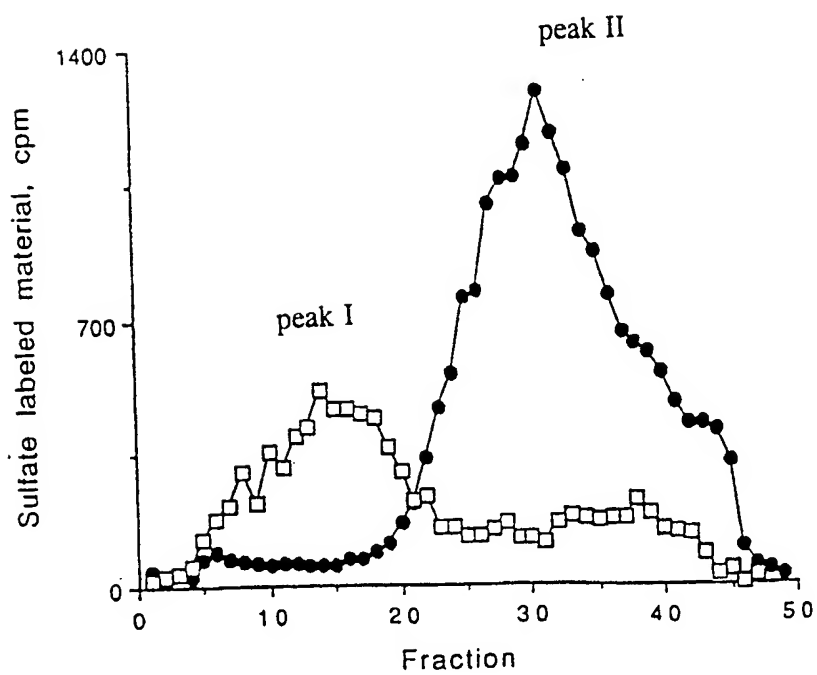 peak II
1400
peak I
700
0
0 10 20 30 40 50
Sulfate labeled material, cpm
Fraction